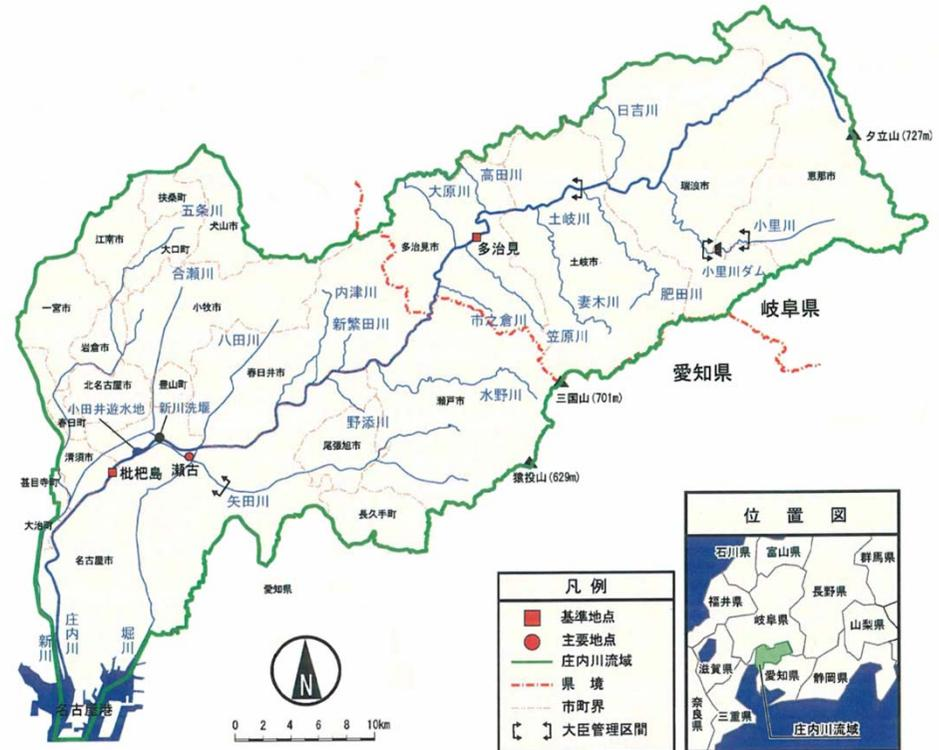 日吉川
夕立山(727m)
高田川
大原川
瑞浪市
恵那市
扶桑町
五条川
犬山市
江南市
大口町
土岐川
小里川
多治見市
多治見
土岐市
小里川ダム
合瀬川
一宮市
小牧市
内津川
妻木川
肥田川
岐阜県
新繁田川
市之倉川
笠原川
八田川
岩倉市
愛知県
春日井市
北名古屋市
豊山町
瀬戸市
水野川
三国山(701m)
小田井遊水地
新川洗堰
春日町
野添川
尾張旭市
清須市
枇杷島
瀬古
猿投山(629m)
甚目寺町
矢田川
長久手町
大治町
名古屋市
愛知県
庄内川
新川
堀川
名古屋港
N
0 2 4 6 8 10km
凡例
基準地点
主要地点
庄内川流域
県境
市町界
大臣管理区間
位置図
石川県
富山県
群馬県
福井県
長野県
岐阜県
山梨県
滋賀県
愛知県
静岡県
奈良県
三重県
庄内川流域